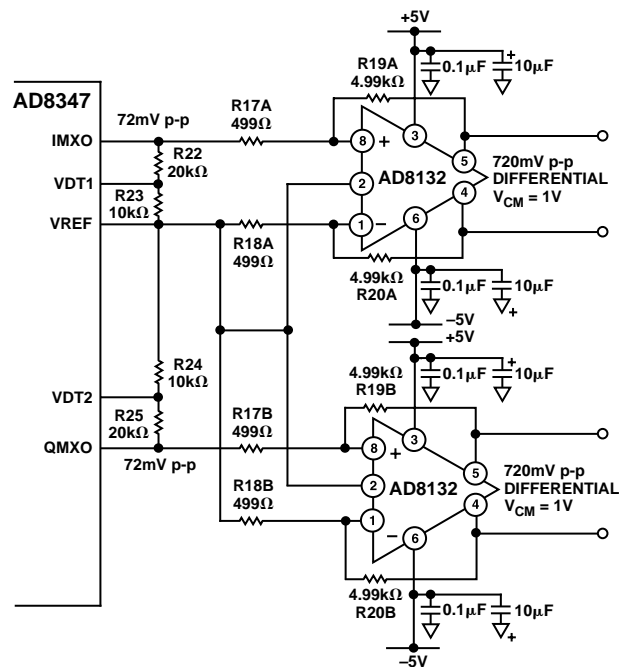 +5V
R19A
4.99kΩ
0.1μF
+
10μF
AD8347
72mV p-p
R17A
499Ω
IMXO
8
+
3
R22
20kΩ
5
720mV p-p
DIFFERENTIAL
VCM = 1V
VDT1
2
AD8132
4
R23
10kΩ
VREF
1
–
6
R18A
499Ω
4.99kΩ
R20A
0.1μF
10μF
+
–5V
+5V
R24
10kΩ
4.99kΩ
R19B
0.1μF
+
10μF
VDT2
R25
20kΩ
R17B
499Ω
QMXO
72mV p-p
8
+
3
5
720mV p-p
DIFFERENTIAL
VCM = 1V
R18B
499Ω
2
AD8132
4
1
–
6
4.99kΩ
R20B
0.1μF
10μF
+
–5V